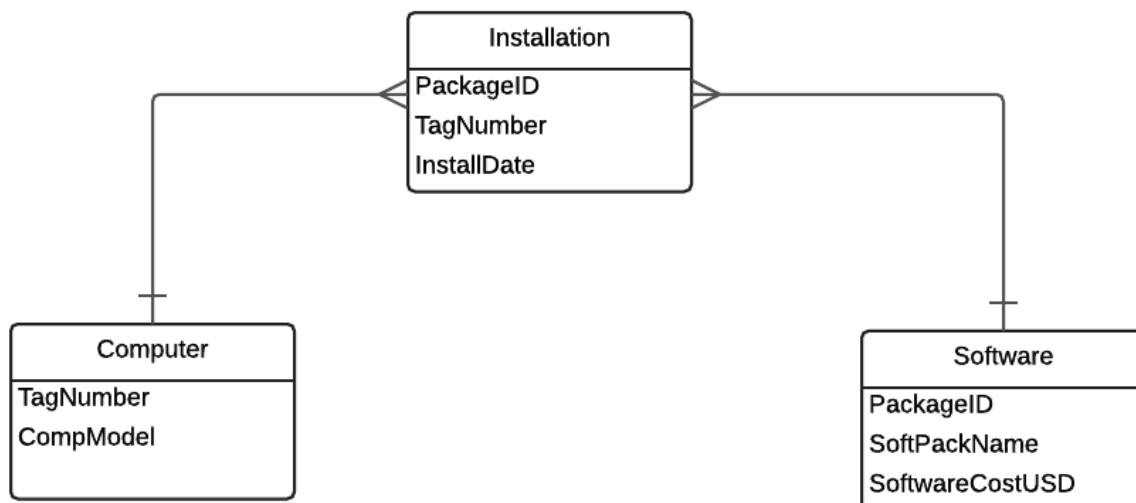 Installation
PackageID
TagNumber
InstallDate
Computer
TagNumber
CompModel
Software
PackageID
SoftPackName
SoftwareCostUSD